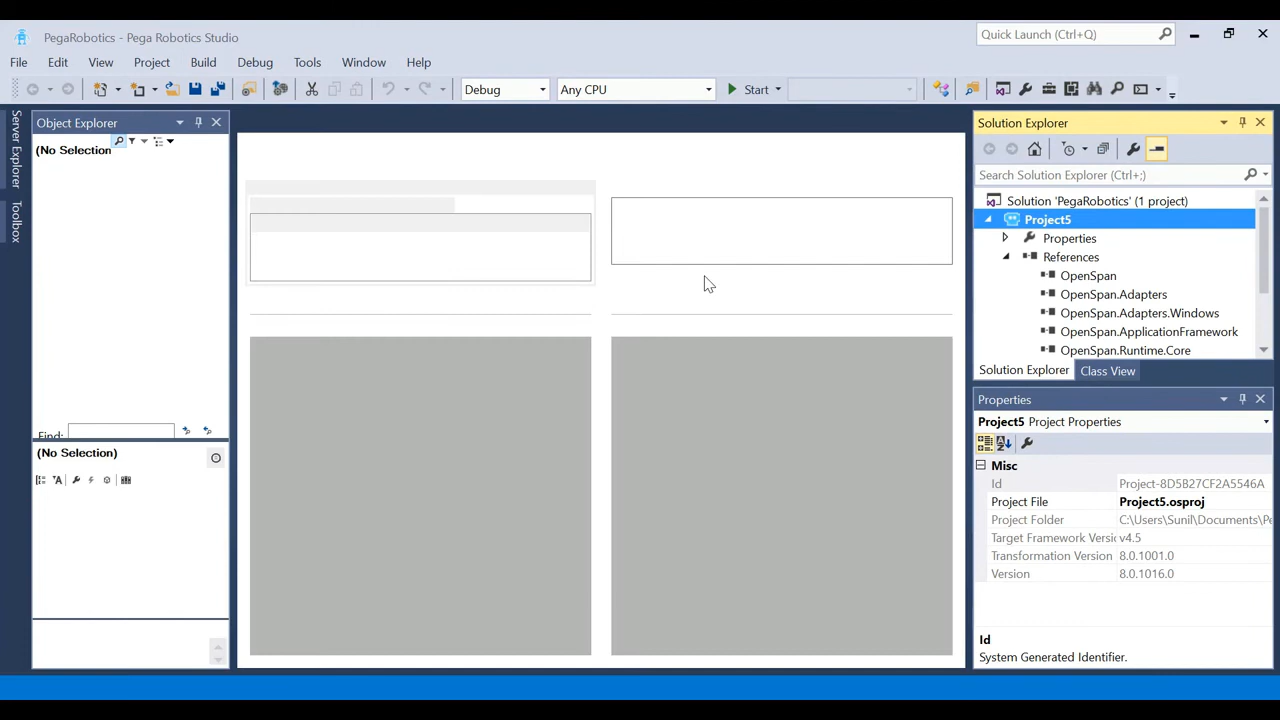 PegaRobotics - Pega Robotics Studio
Quick Launch (Ctrl+Q)
File Edit View Project Build Debug Tools Window Help
Debug Any CPU Start
Server Explorer
Toolbox
Object Explorer
(No Selection
Find:
(No Selection)
Solution Explorer
Search Solution Explorer (Ctrl+;)
Solution 'PegaRobotics' (1 project)
Project5
Properties
References
OpenSpan
OpenSpan.Adapters
OpenSpan.Adapters.Windows
OpenSpan.ApplicationFramework
OpenSpan.Runtime.Core
Solution Explorer Class View
Properties
Project5 Project Properties
Misc
Id Project-8D5B27CF2A5546A
Project File Project5.osproj
Project Folder C:\Users\Sunil\Documents\Pe
Target Framework Versic v4.5
Transformation Version 8.0.1001.0
Version 8.0.1016.0
Id
System Generated Identifier.